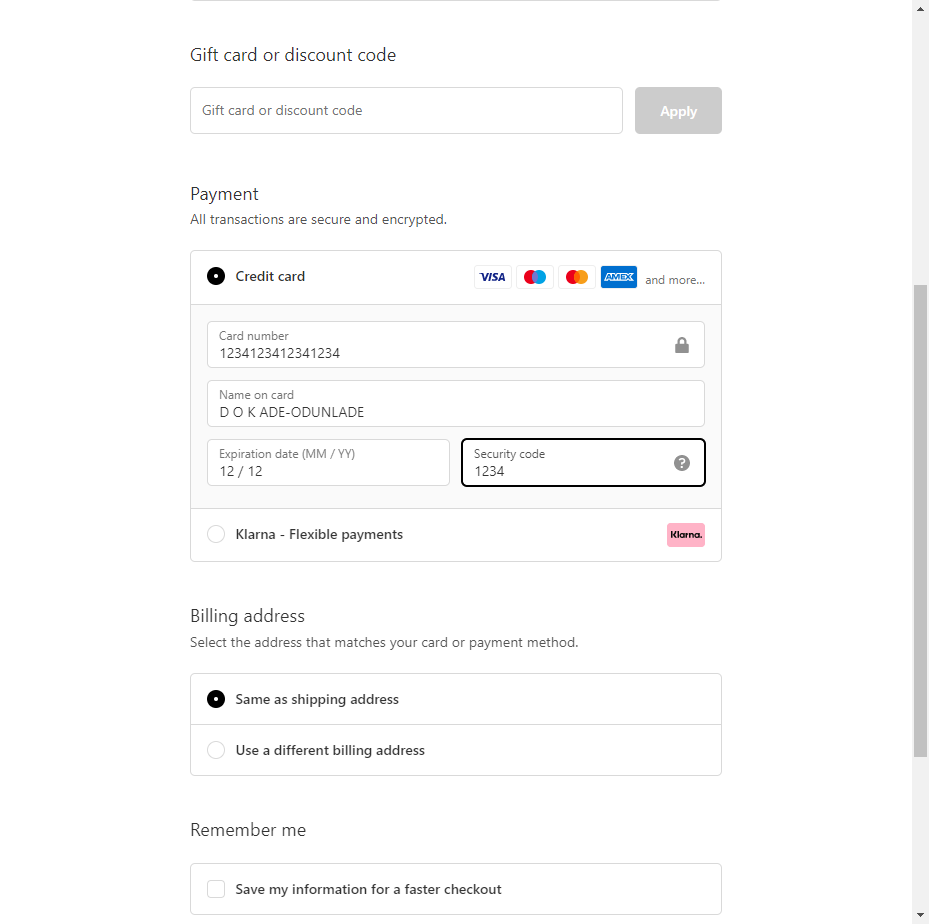 Gift card or discount code
Gift card or discount code
Apply
Payment
All transactions are secure and encrypted.
Credit card
VISA
AMEX
and more...
Card number
1234123412341234
Name on card
D O K ADE-ODUNLADE
Expiration date (MM / YY)
12 / 12
Security code
1234
?
Klarna - Flexible payments
Klarna.
Billing address
Select the address that matches your card or payment method.
Same as shipping address
Use a different billing address
Remember me
Save my information for a faster checkout